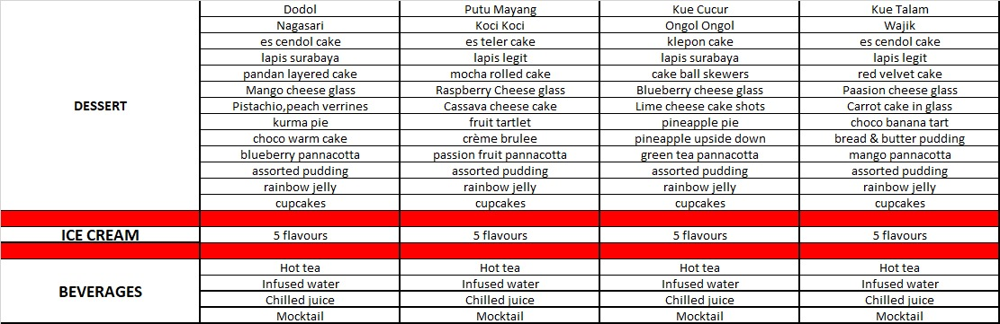 Dodol Putu Mayang Kue Cucur Kue Talam
Nagasari Koci Koci Ongol Ongol Wajik
es cendol cake es teler cake klepon cake es cendol cake
lapis surabaya lapis legit lapis surabaya lapis legit
pandan layered cake mocha rolled cake cake ball skewers red velvet cake
Mango cheese glass Raspberry Cheese glass Blueberry cheese glass Paasion cheese glass
DESSERT Pistachio,peach verrines Cassava cheese cake Lime cheese cake shots Carrot cake in glass
kurma pie fruit tartlet pineapple pie choco banana tart
choco warm cake crème brulee pineapple upside down bread & butter pudding
blueberry pannacotta passion fruit pannacotta green tea pannacotta mango pannacotta
assorted pudding assorted pudding assorted pudding assorted pudding
rainbow jelly rainbow jelly rainbow jelly rainbow jelly
cupcakes cupcakes cupcakes cupcakes
ICE CREAM 5 flavours 5 flavours 5 flavours 5 flavours
Hot tea Hot tea Hot tea Hot tea
BEVERAGES Infused water Infused water Infused water Infused water
Chilled juice Chilled juice Chilled juice Chilled juice
Mocktail Mocktail Mocktail Mocktail